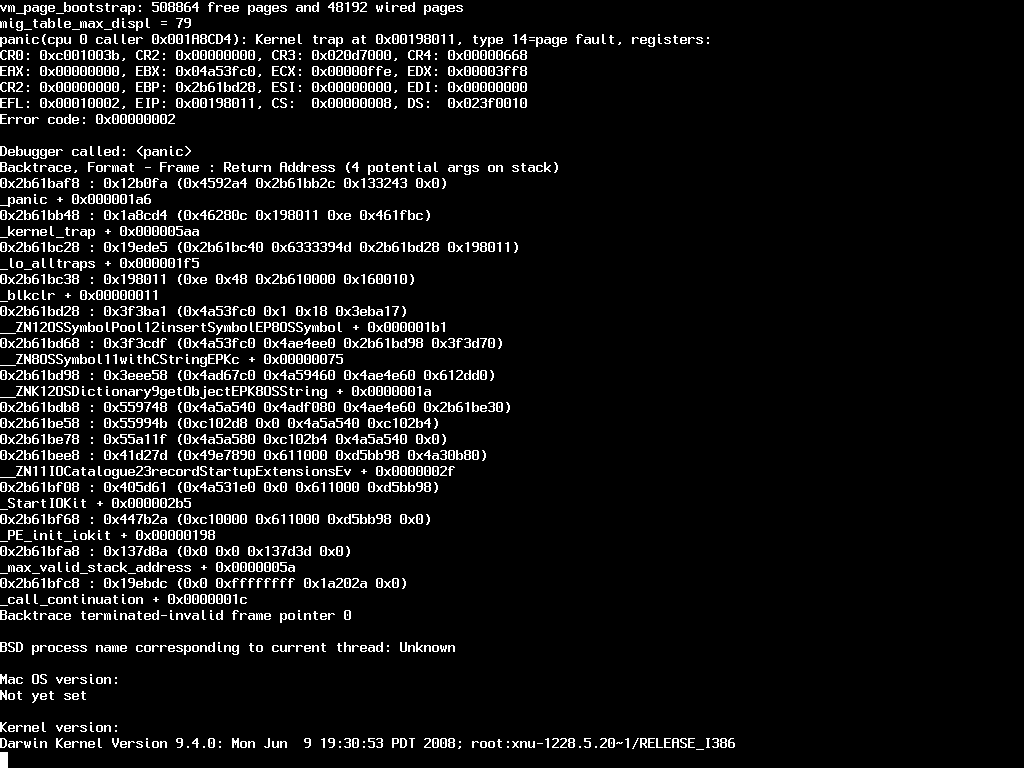 vm_page_bootstrap: 508864 free pages and 48192 wired pages
mig_table_max_displ = 79
panic(cpu 0 caller 0x001A8CD4): Kernel trap at 0x00198011, type 14=page fault, registers:
CR0: 0xc001003b, CR2: 0x00000000, CR3: 0x020d7000, CR4: 0x00000668
EAX: 0x00000000, EBX: 0x04a53fc0, ECX: 0x00000ffe, EDX: 0x00003ff8
CR2: 0x00000000, EBP: 0x2b61bd28, ESI: 0x00000000, EDI: 0x00000000
EFL: 0x00010002, EIP: 0x00198011, CS:  0x00000008, DS:  0x023f0010
Error code: 0x00000002

Debugger called: <panic>
Backtrace, Format - Frame : Return Address (4 potential args on stack)
0x2b61baf8 : 0x12b0fa (0x4592a4 0x2b61bb2c 0x133243 0x0)
_panic + 0x000001a6
0x2b61bb48 : 0x1a8cd4 (0x46280c 0x198011 0xe 0x461fbc)
_kernel_trap + 0x000005aa
0x2b61bc28 : 0x19ede5 (0x2b61bc40 0x6333394d 0x2b61bd28 0x198011)
_lo_alltraps + 0x000001f5
0x2b61bc38 : 0x198011 (0xe 0x48 0x2b610000 0x160010)
_blkclr + 0x00000011
0x2b61bd28 : 0x3f3ba1 (0x4a53fc0 0x1 0x18 0x3eba17)
__ZN12OSSymbolPool12insertSymbolEP8OSSymbol + 0x000001b1
0x2b61bd68 : 0x3f3cdf (0x4a53fc0 0x4ae4ee0 0x2b61bd98 0x3f3d70)
__ZN8OSSymbol11withCStringEPKc + 0x00000075
0x2b61bd98 : 0x3eee58 (0x4ad67c0 0x4a59460 0x4ae4e60 0x612dd0)
__ZNK12OSDictionary9getObjectEPK8OSString + 0x0000001a
0x2b61bdb8 : 0x559748 (0x4a5a540 0x4adf080 0x4ae4e60 0x2b61be30)
0x2b61be58 : 0x55994b (0xc102d8 0x0 0x4a5a540 0xc102b4)
0x2b61be78 : 0x55a11f (0x4a5a580 0xc102b4 0x4a5a540 0x0)
0x2b61bee8 : 0x41d27d (0x49e7890 0x611000 0xd5bb98 0x4a30b80)
__ZN11IOCatalogue23recordStartupExtensionsEv + 0x0000002f
0x2b61bf08 : 0x405d61 (0x4a531e0 0x0 0x611000 0xd5bb98)
_StartIOKit + 0x000002b5
0x2b61bf68 : 0x447b2a (0xc10000 0x611000 0xd5bb98 0x0)
_PE_init_iokit + 0x00000198
0x2b61bfa8 : 0x137d8a (0x0 0x0 0x137d3d 0x0)
_max_valid_stack_address + 0x0000005a
0x2b61bfc8 : 0x19ebdc (0x0 0xffffffff 0x1a202a 0x0)
_call_continuation + 0x0000001c
Backtrace terminated-invalid frame pointer 0

BSD process name corresponding to current thread: Unknown

Mac OS version:
Not yet set

Kernel version:
Darwin Kernel Version 9.4.0: Mon Jun  9 19:30:53 PDT 2008; root:xnu-1228.5.20~1/RELEASE_I386